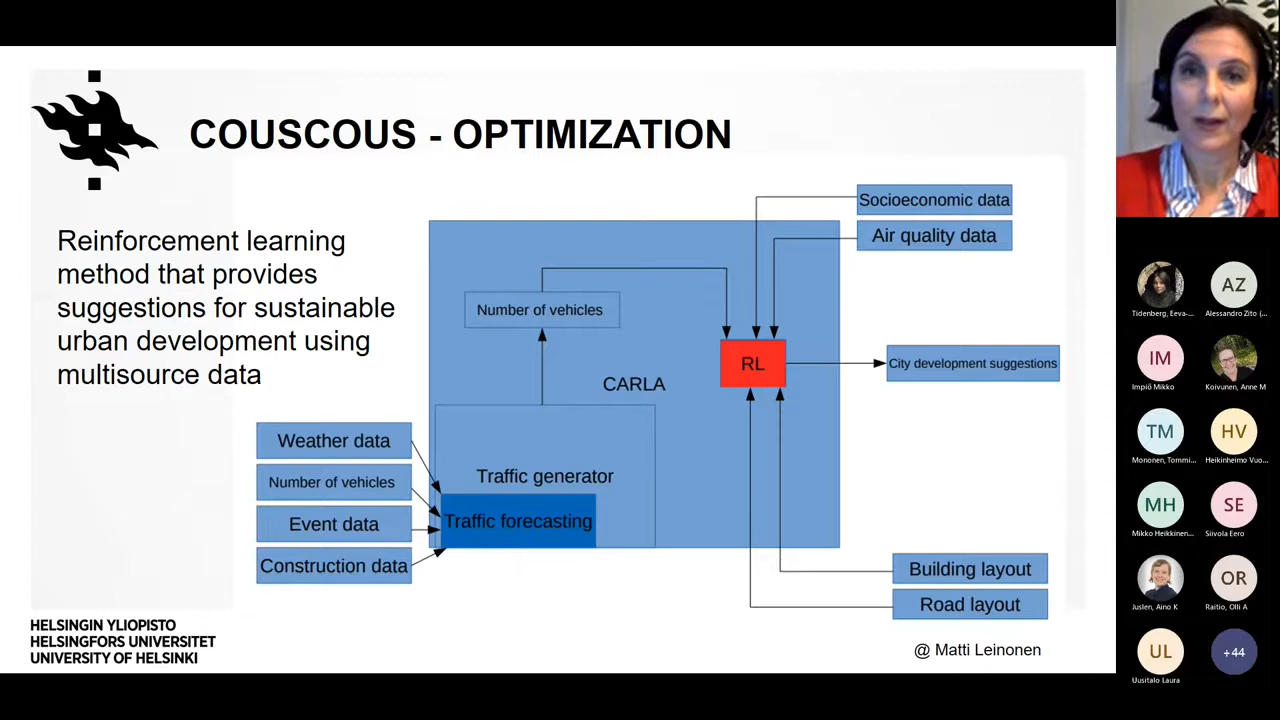 COUSCOUS - OPTIMIZATION
Reinforcement learning
method that provides
suggestions for sustainable
urban development using
multisource data
Socioeconomic data
Air quality data
Number of vehicles
RL
City development suggestions
CARLA
Weather data
Number of vehicles
Event data
Construction data
Traffic generator
Traffic forecasting
Building layout
Road layout
HELSINGIN YLIOPISTO
HELSINGFORS UNIVERSITET
UNIVERSITY OF HELSINKI
@ Matti Leinonen
Tidenberg, Eeva-...
AZ
Alessandro Zito (...
IM
Impiö Mikko
Koivunen, Anne M
TM
Mononen, Tommi...
HV
Heikinheimo Vuo...
MH
Mikko Heikkinen...
SE
Siivola Eero
Juslen, Aino K
OR
Raitio, Olli A
UL
Uusitalo Laura
+44